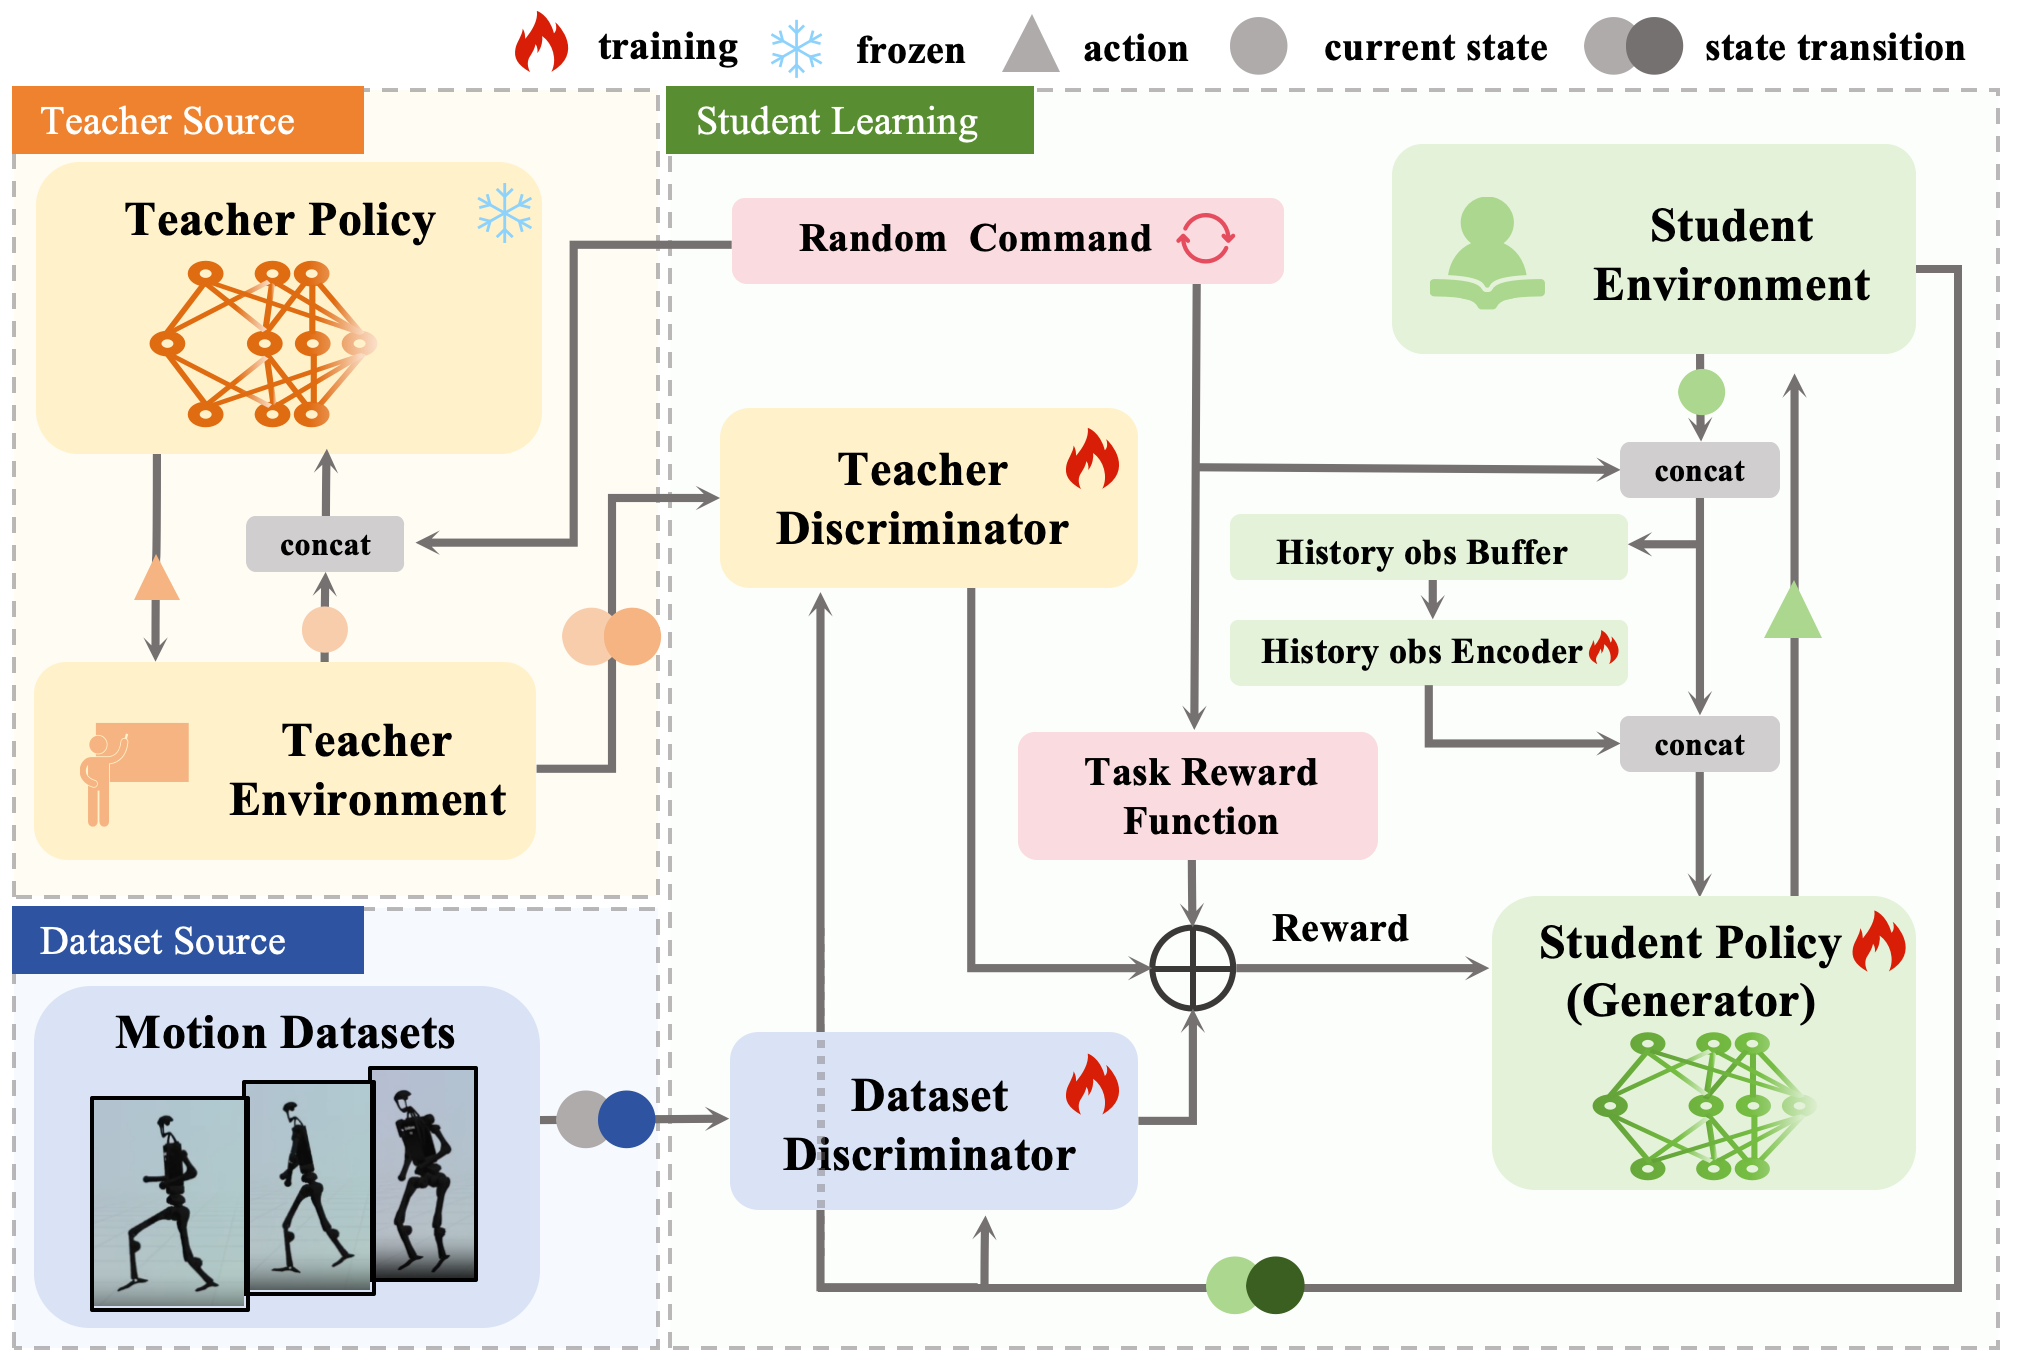 training
frozen
action
current state
state transition
Teacher Source
Student Learning
Teacher Policy
concat
Teacher
Environment
Dataset Source
Motion Datasets
Random Command
Student
Environment
Teacher
Discriminator
concat
History obs Buffer
History obs Encoder
concat
Task Reward
Function
Reward
Student Policy
(Generator)
Dataset
Discriminator